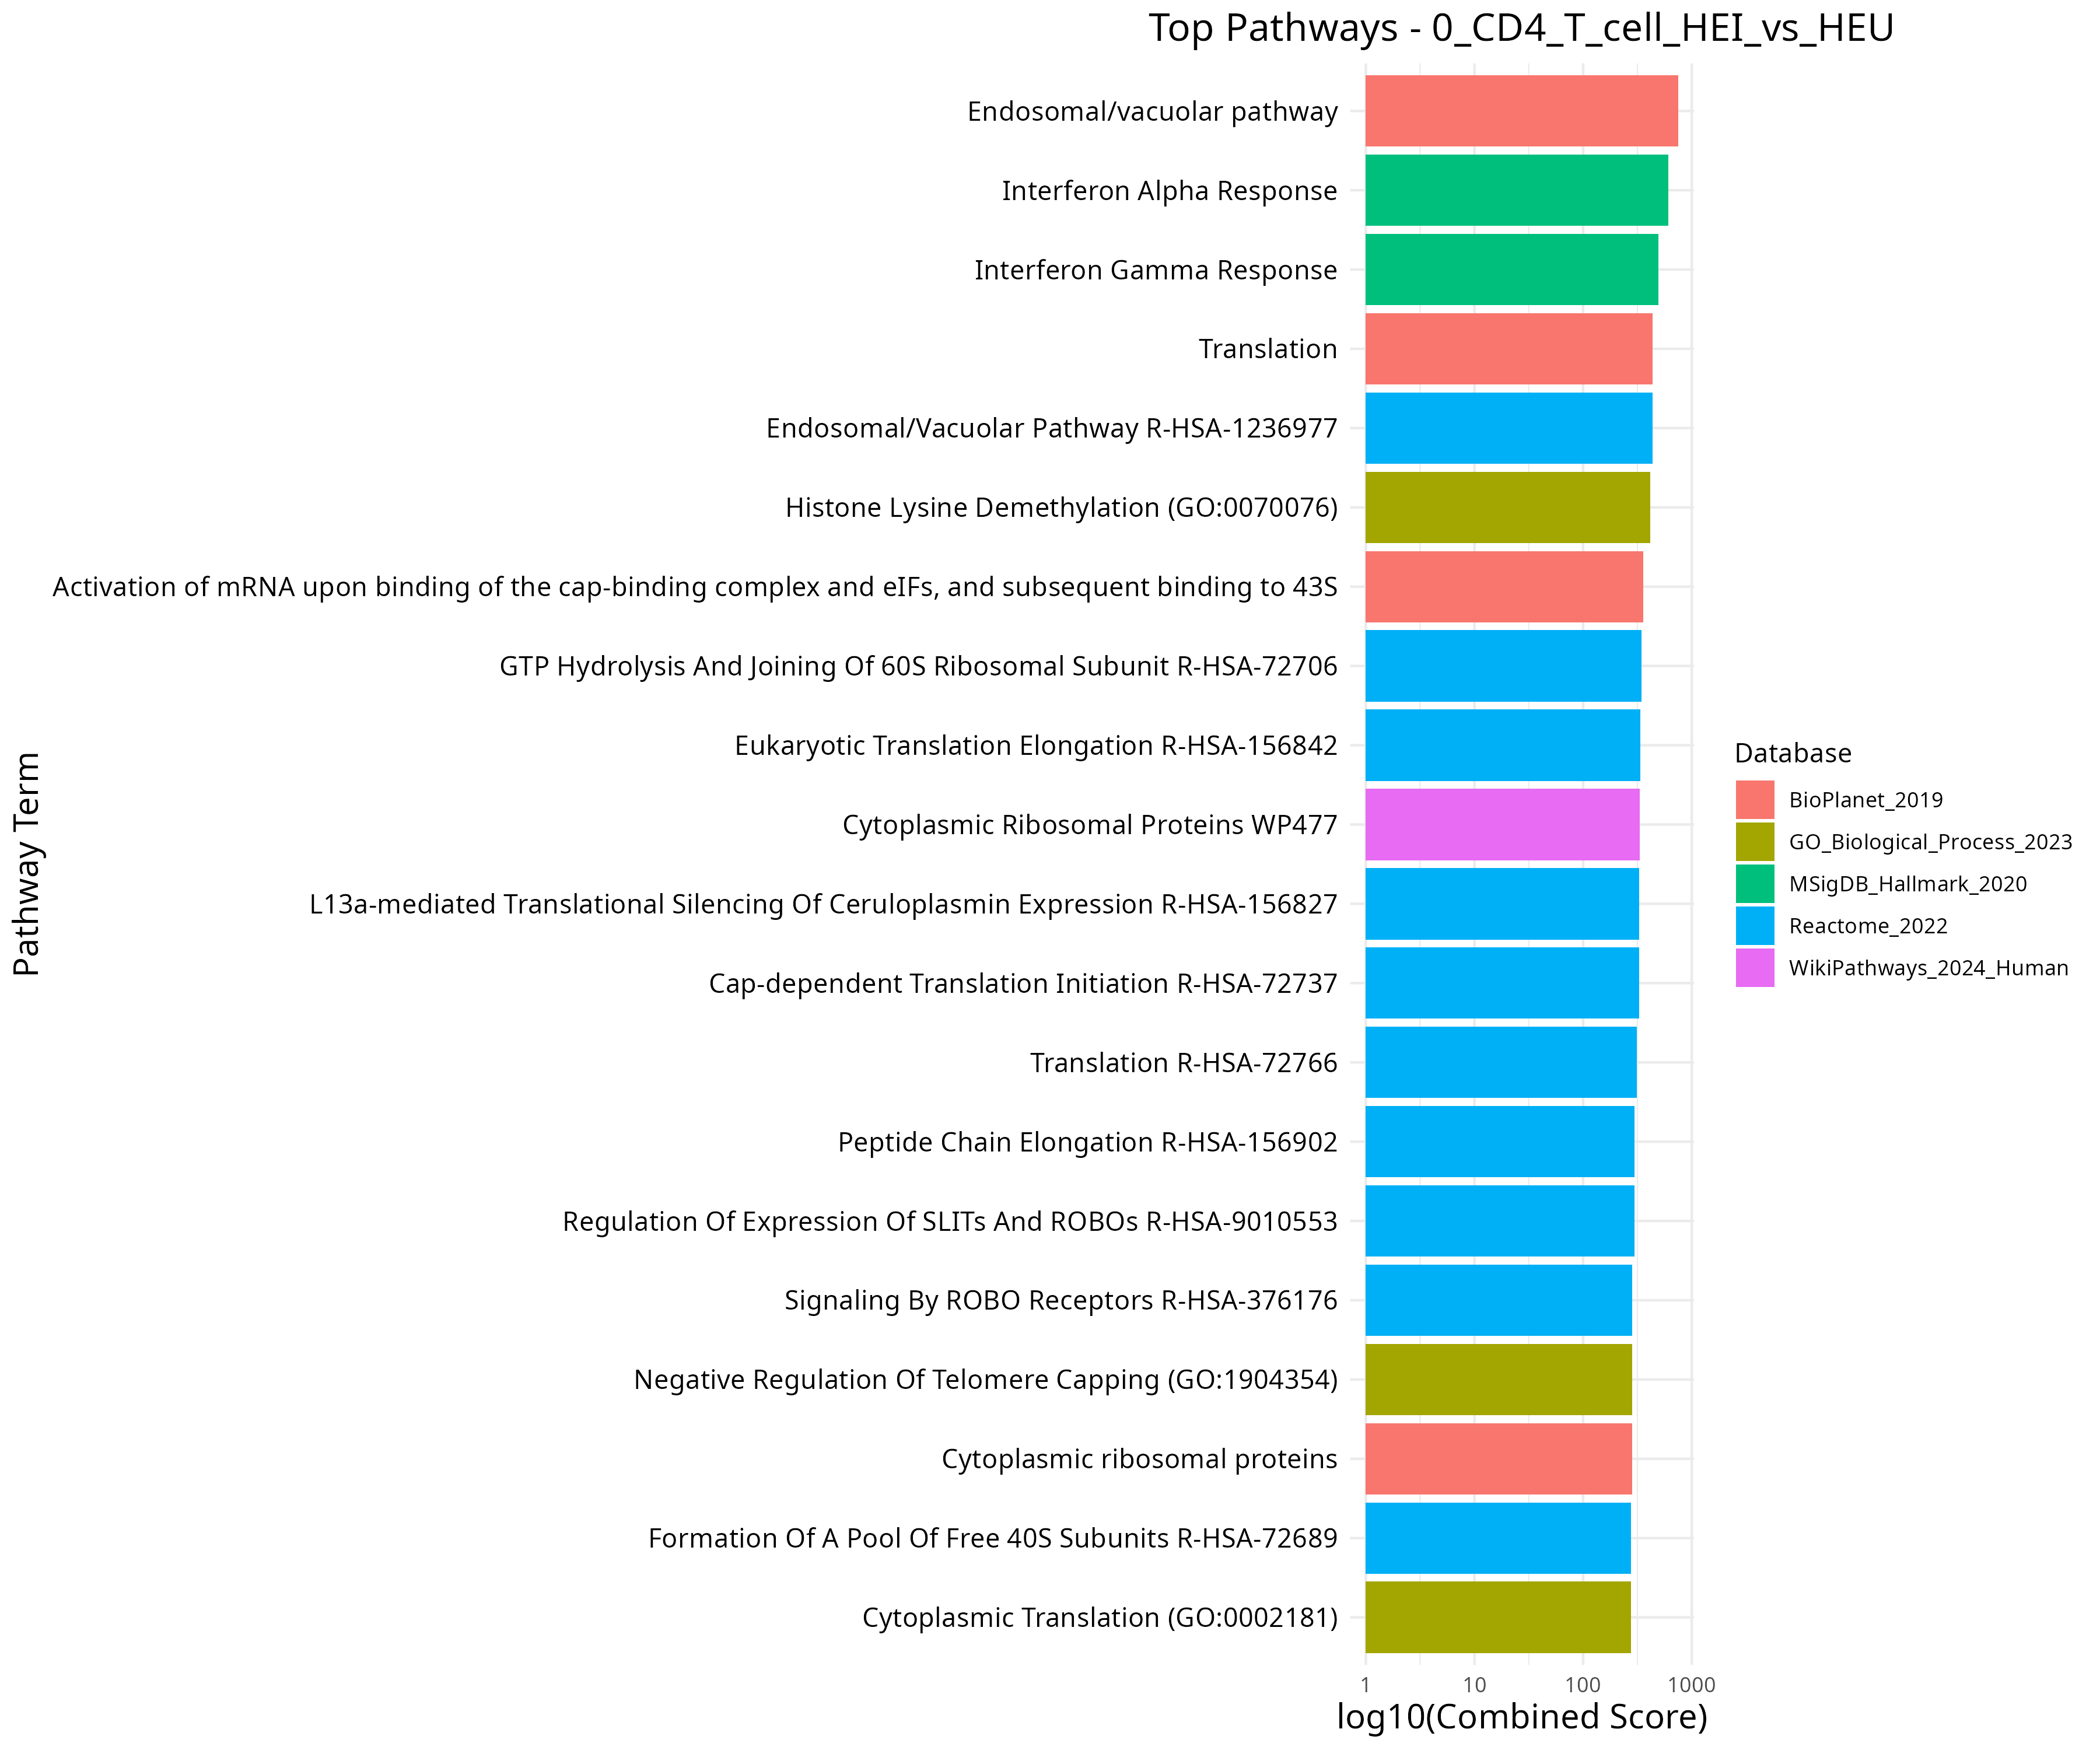 Top Pathways - 0_CD4_T_cell_HEI_vs_HEU
Pathway Term
Endosomal/vacuolar pathway
Interferon Alpha Response
Interferon Gamma Response
Translation
Endosomal/Vacuolar Pathway R-HSA-1236977
Histone Lysine Demethylation (GO:0070076)
Activation of mRNA upon binding of the cap-binding complex and eIFs, and subsequent binding to 43S
GTP Hydrolysis And Joining Of 60S Ribosomal Subunit R-HSA-72706
Eukaryotic Translation Elongation R-HSA-156842
Cytoplasmic Ribosomal Proteins WP477
L13a-mediated Translational Silencing Of Ceruloplasmin Expression R-HSA-156827
Cap-dependent Translation Initiation R-HSA-72737
Translation R-HSA-72766
Peptide Chain Elongation R-HSA-156902
Regulation Of Expression Of SLITs And ROBOs R-HSA-9010553
Signaling By ROBO Receptors R-HSA-376176
Negative Regulation Of Telomere Capping (GO:1904354)
Cytoplasmic ribosomal proteins
Formation Of A Pool Of Free 40S Subunits R-HSA-72689
Cytoplasmic Translation (GO:0002181)
1 10 100 1000
log10(Combined Score)
Database
BioPlanet_2019
GO_Biological_Process_2023
MSigDB_Hallmark_2020
Reactome_2022
WikiPathways_2024_Human